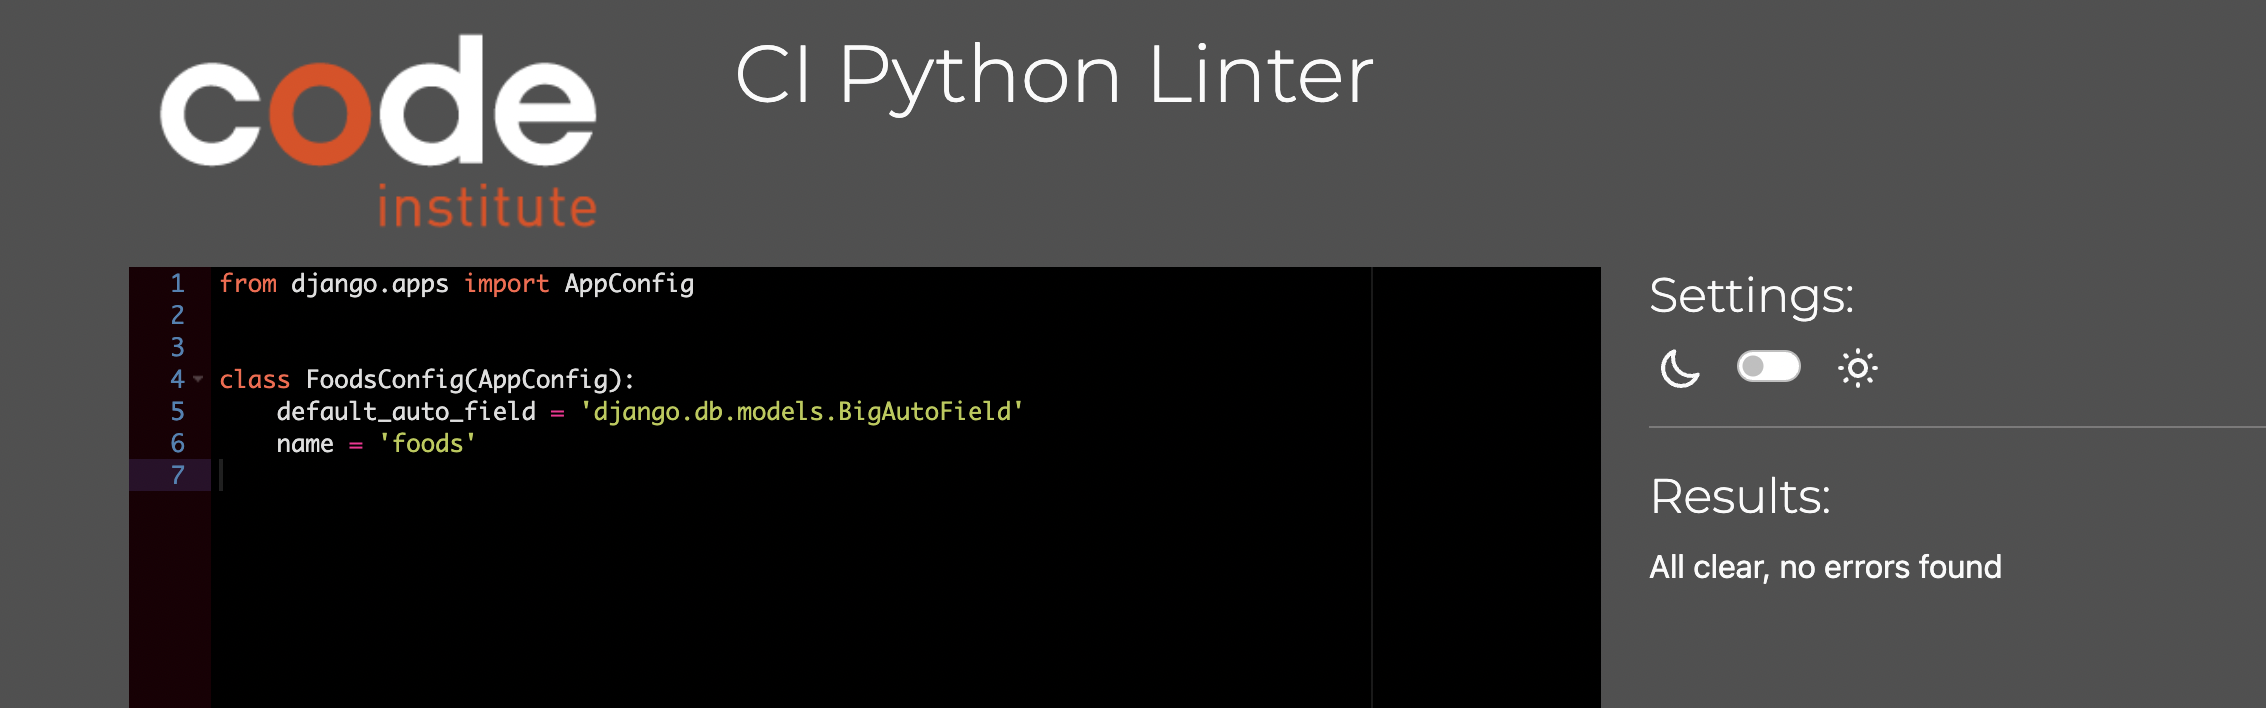 code
institute
CI Python Linter
1 from django.apps import AppConfig
2
3
4 class FoodsConfig(AppConfig):
5     default_auto_field = 'django.db.models.BigAutoField'
6     name = 'foods'
7
Settings:
Results:
All clear, no errors found